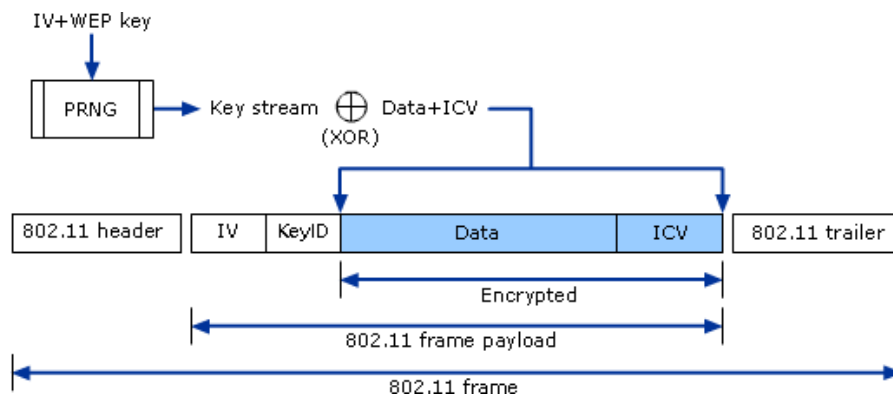 IV+WEP key
PRNG
Key stream
Data+ICV
(XOR)
802.11 header
IV
KeyID
Data
ICV
802.11 trailer
Encrypted
802.11 frame payload
802.11 frame